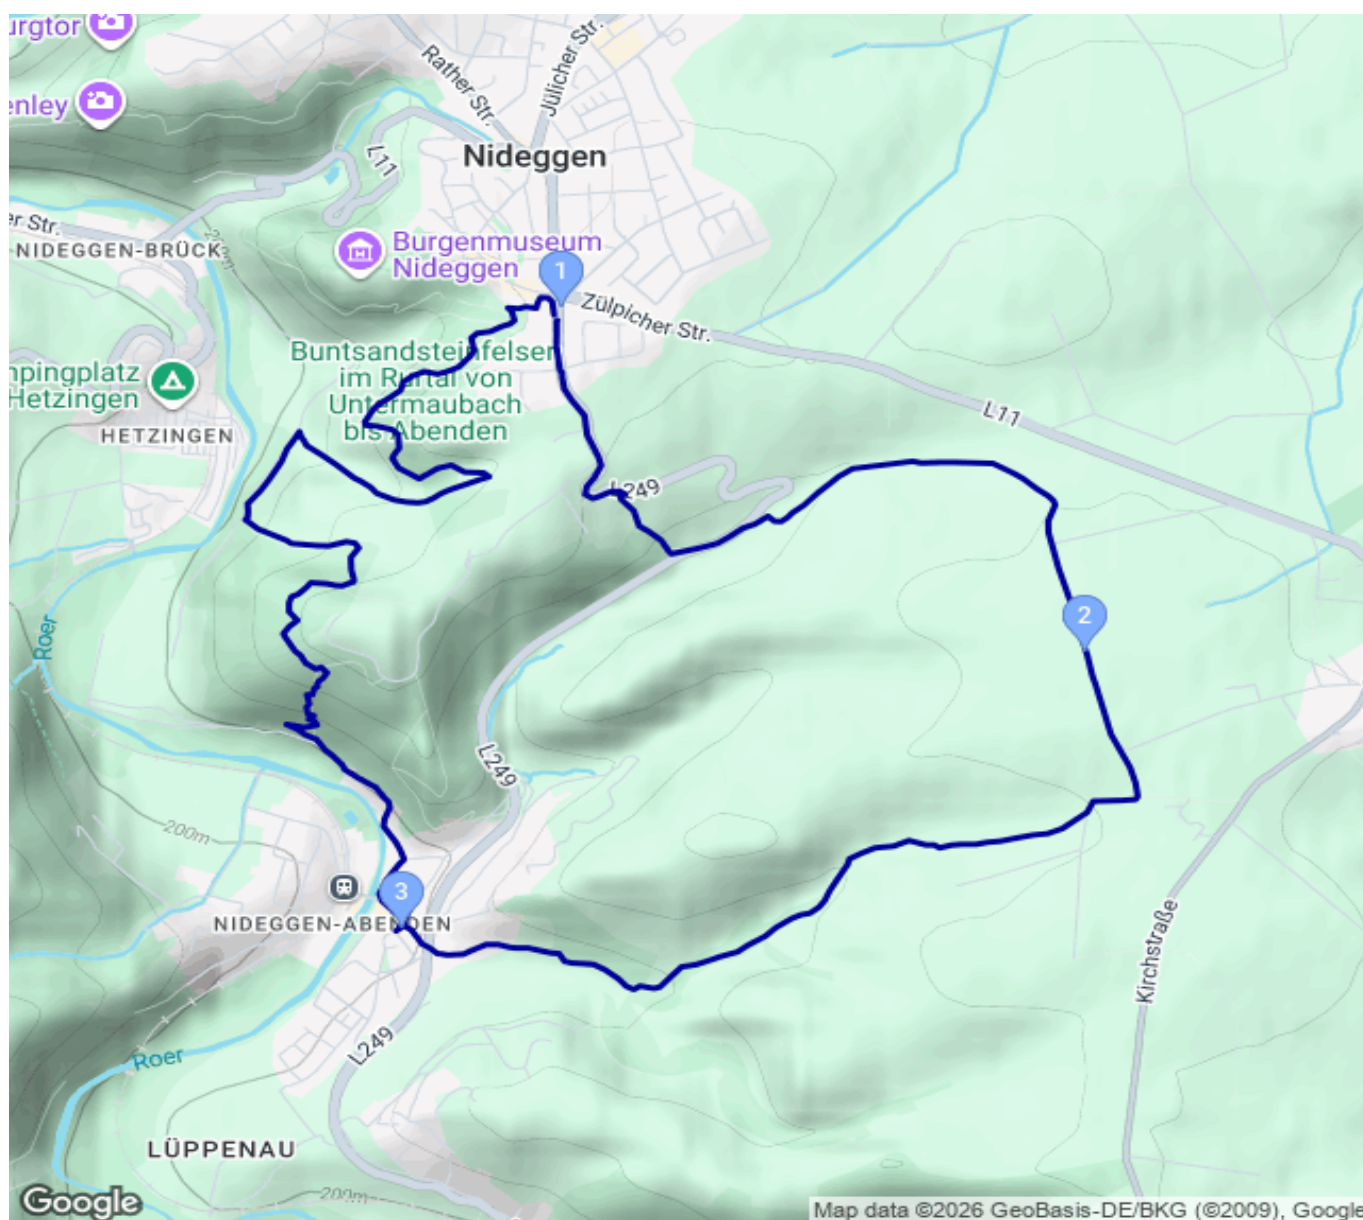 urgtor
enley
Rather Str.
Jülicher Str.
L11
Nideggen
er Str.
NIDEGGEN-BRÜCK
200m
Burgenmuseum
Nideggen
1
Zülpicher Str.
Buntsandsteinfelsen
im Rurtal von
Untermaubach
bis Abenden
mpingplatz
Hetzingen
HETZINGEN
L11
L249
2
Roer
L249
200m
3
NIDEGGEN-ABENDEN
Kirchstraße
L249
Roer
LÜPPENAU
200m
Google
Map data ©2026 GeoBasis-DE/BKG (©2009), Google